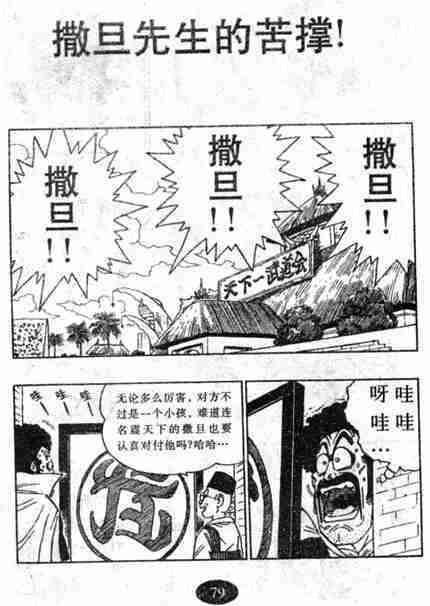 撒旦先生的苦撑!
撒旦!!
撒旦!!
撒旦!!
天下一武道会
无论多么厉害，对方不
过是一个小孩，难道连
名震天下的撒旦也要
认真对付他吗?哈哈…
哇
哇
哇
哇哇
呀哇…
79